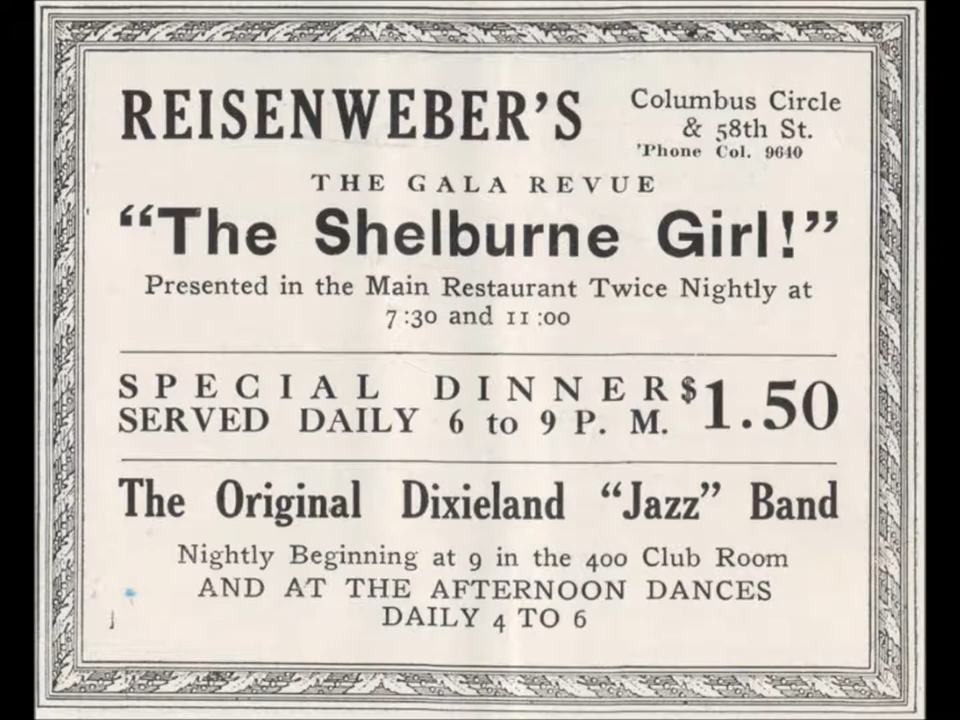 REISENWEBER'S
Columbus Circle
& 58th St.
'Phone Col. 9640
THE GALA REVUE
“The Shelburne Girl!”
Presented in the Main Restaurant Twice Nightly at
7:30 and 11:00
SPECIAL DINNER $1.50
SERVED DAILY 6 to 9 P. M.
The Original Dixieland “Jazz” Band
Nightly Beginning at 9 in the 400 Club Room
AND AT THE AFTERNOON DANCES
DAILY 4 TO 6